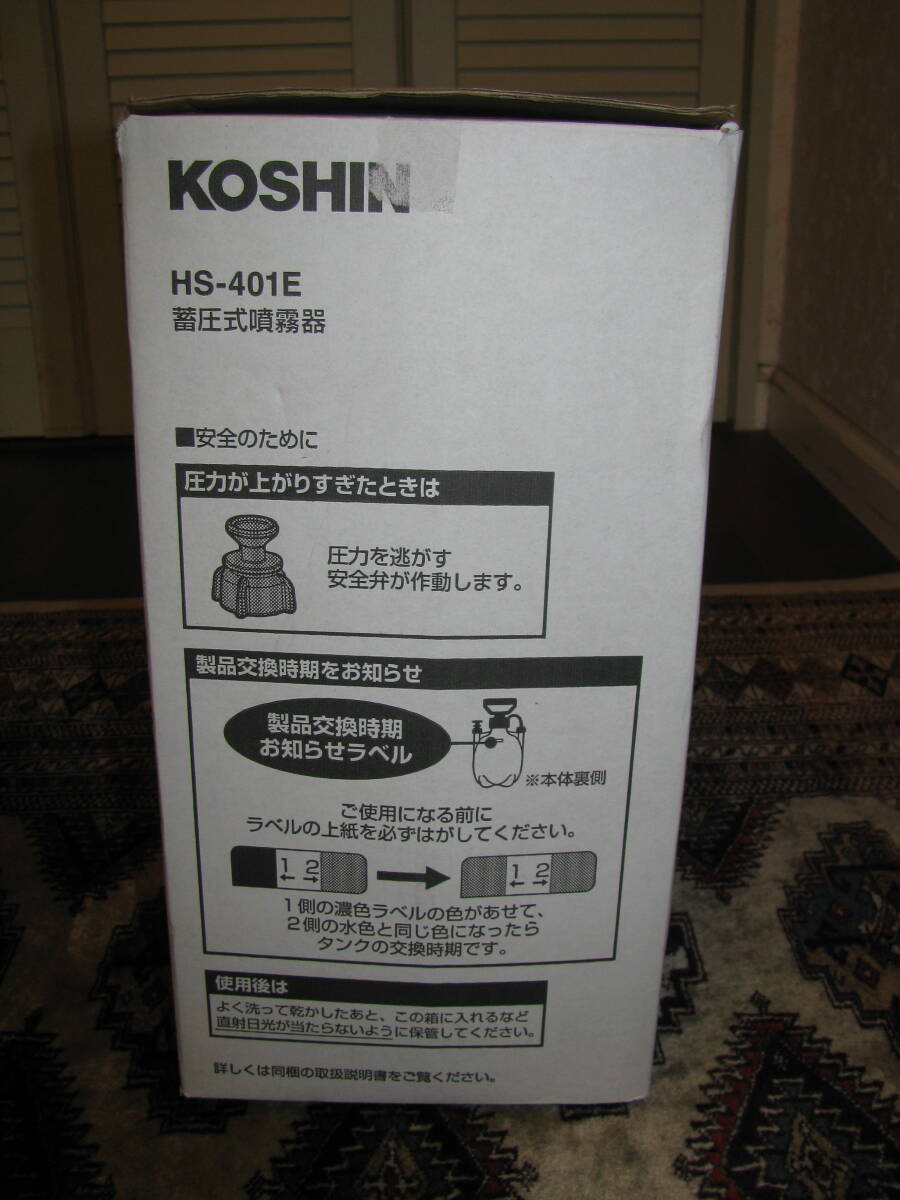 KOSHIN
HS-401E
蓄圧式噴霧器
■安全のために
圧力が上がりすぎたときは
圧力を逃がす
安全弁が作動します。
製品交換時期をお知らせ
製品交換時期
お知らせラベル
※本体裏側
ご使用になる前に
ラベルの上紙を必ずはがしてください。
1 2
← →
1 2
← →
1側の濃色ラベルの色があせて、
2側の水色と同じ色になったら
タンクの交換時期です。
使用後は
よく洗って乾かしたあと、この箱に入れるなど
直射日光が当たらないように保管してください。
詳しくは同梱の取扱説明書をご覧ください。